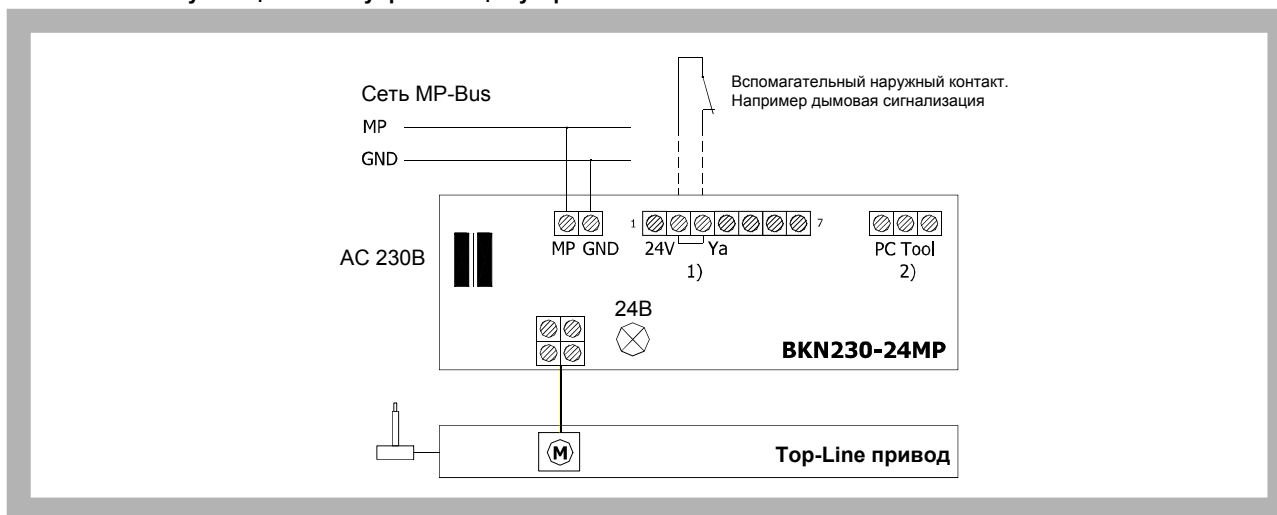 Вспомагательный наружный контакт.
Например дымовая сигнализация
Сеть MP-Bus
MP
GND
1 7
MP GND 24V Ya PC Tool
1) 2)
AC 230В
24В
BKN230-24MP
M
Top-Line привод